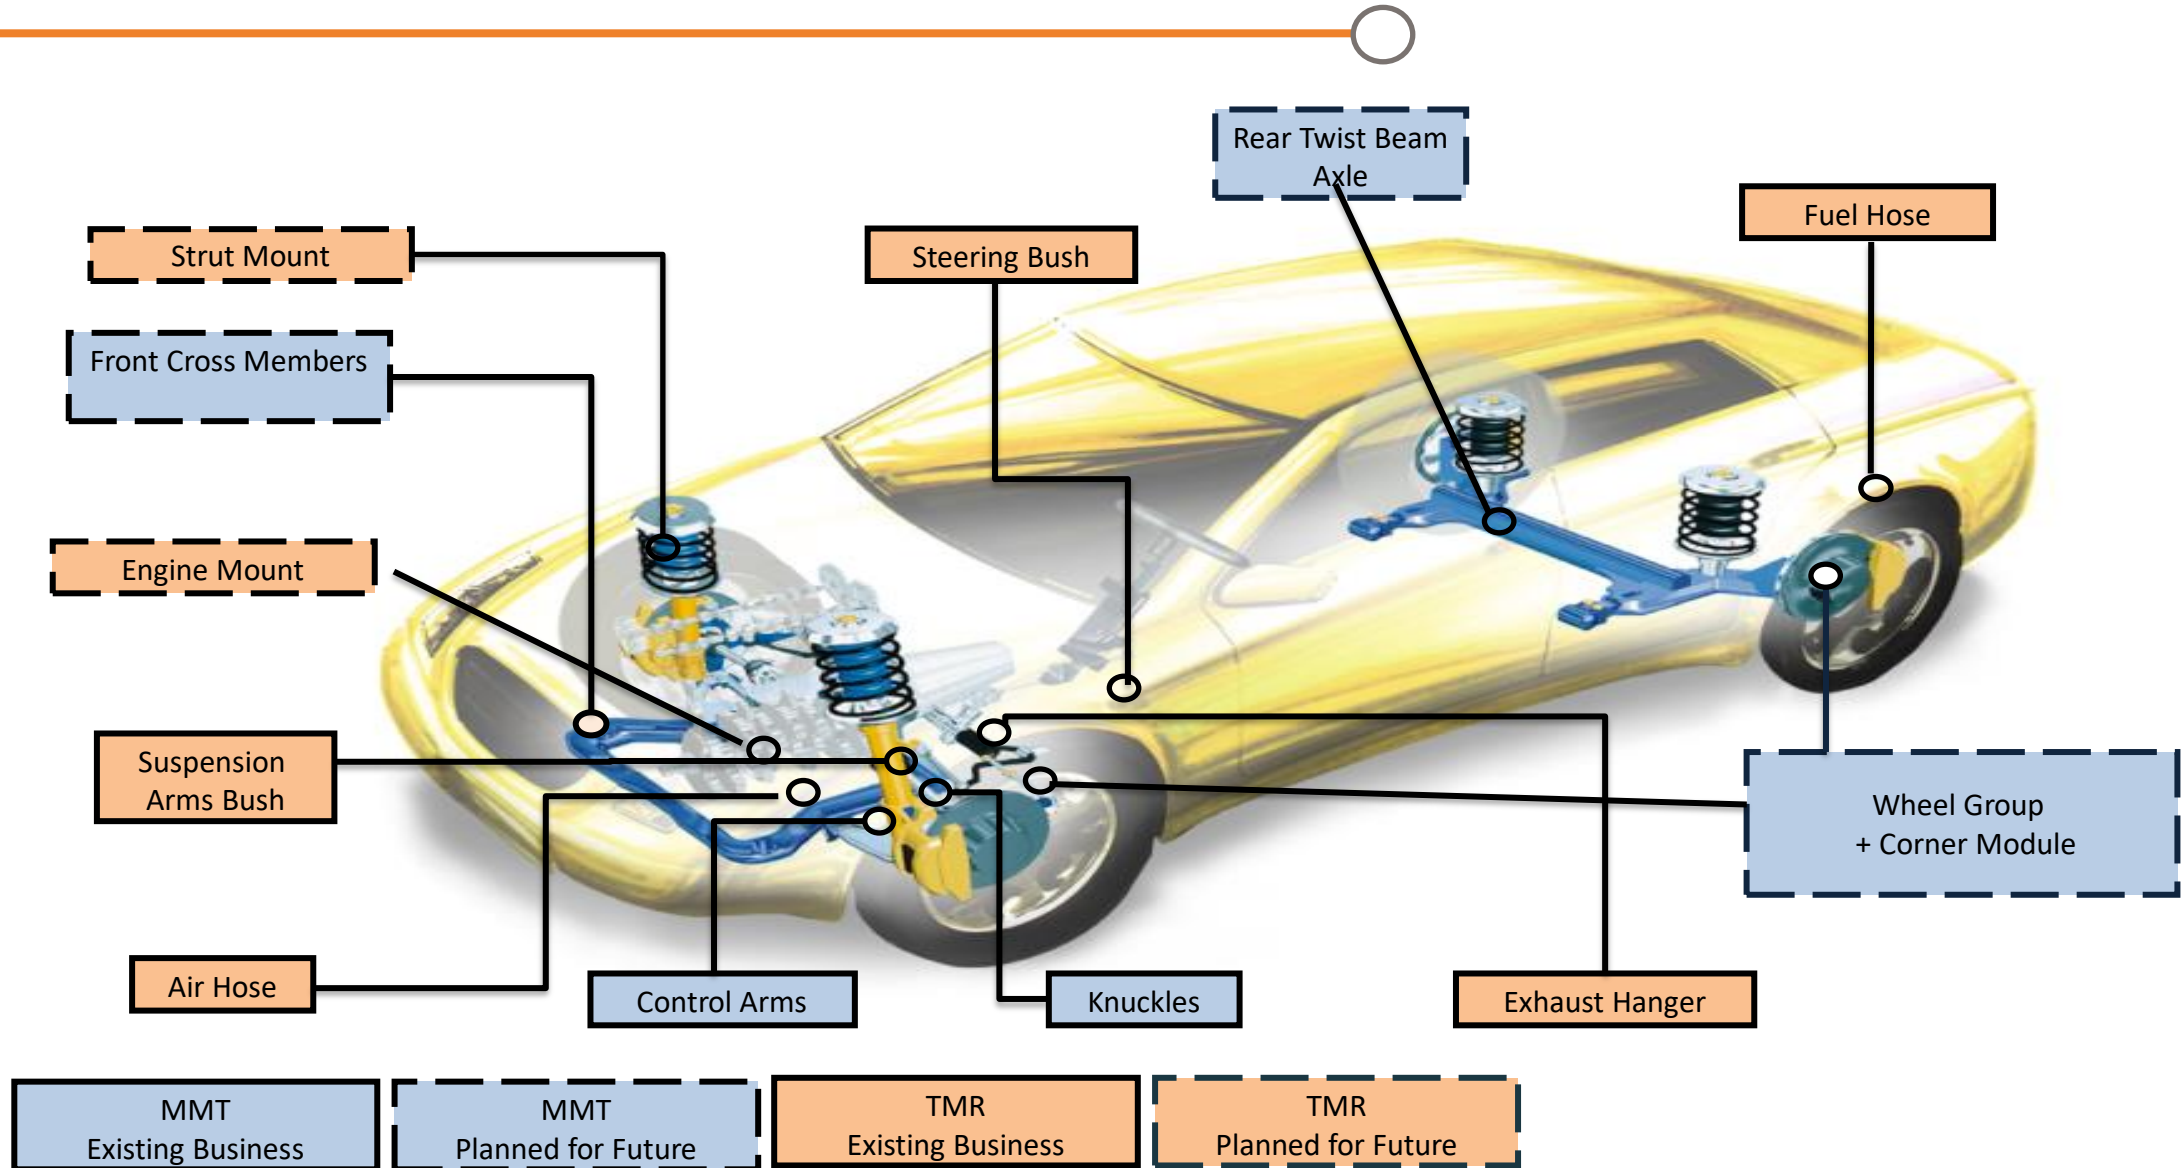 Rear Twist Beam
Axle
Fuel Hose
Strut Mount
Steering Bush
Front Cross Members
Engine Mount
Suspension
Arms Bush
Wheel Group
+ Corner Module
Air Hose
Control Arms
Knuckles
Exhaust Hanger
MMT
Existing Business
MMT
Planned for Future
TMR
Existing Business
TMR
Planned for Future